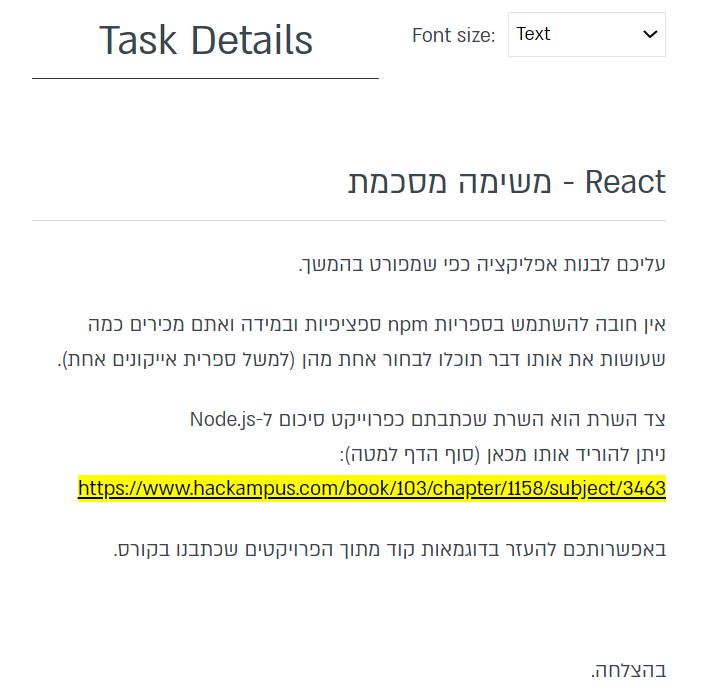 Task Details
Font size:
Text
React - משימה מסכמת
עליכם לבנות אפליקציה כפי שמפורט בהמשך.
אין חובה להשתמש בספריות npm ספציפיות ובמידה ואתם מכירים כמה
שעושות את אותו דבר תוכלו לבחור אחת מהן (למשל ספרית אייקונים אחת).
צד השרת הוא השרת שכתבתם כפרוייקט סיכום ל-Node.js
ניתן להוריד אותו מכאן (סוף הדף למטה):
https://www.hackampus.com/book/103/chapter/1158/subject/3463
באפשרותכם להעזר בדוגמאות קוד מתוך הפרויקטים שכתבנו בקורס.
בהצלחה.